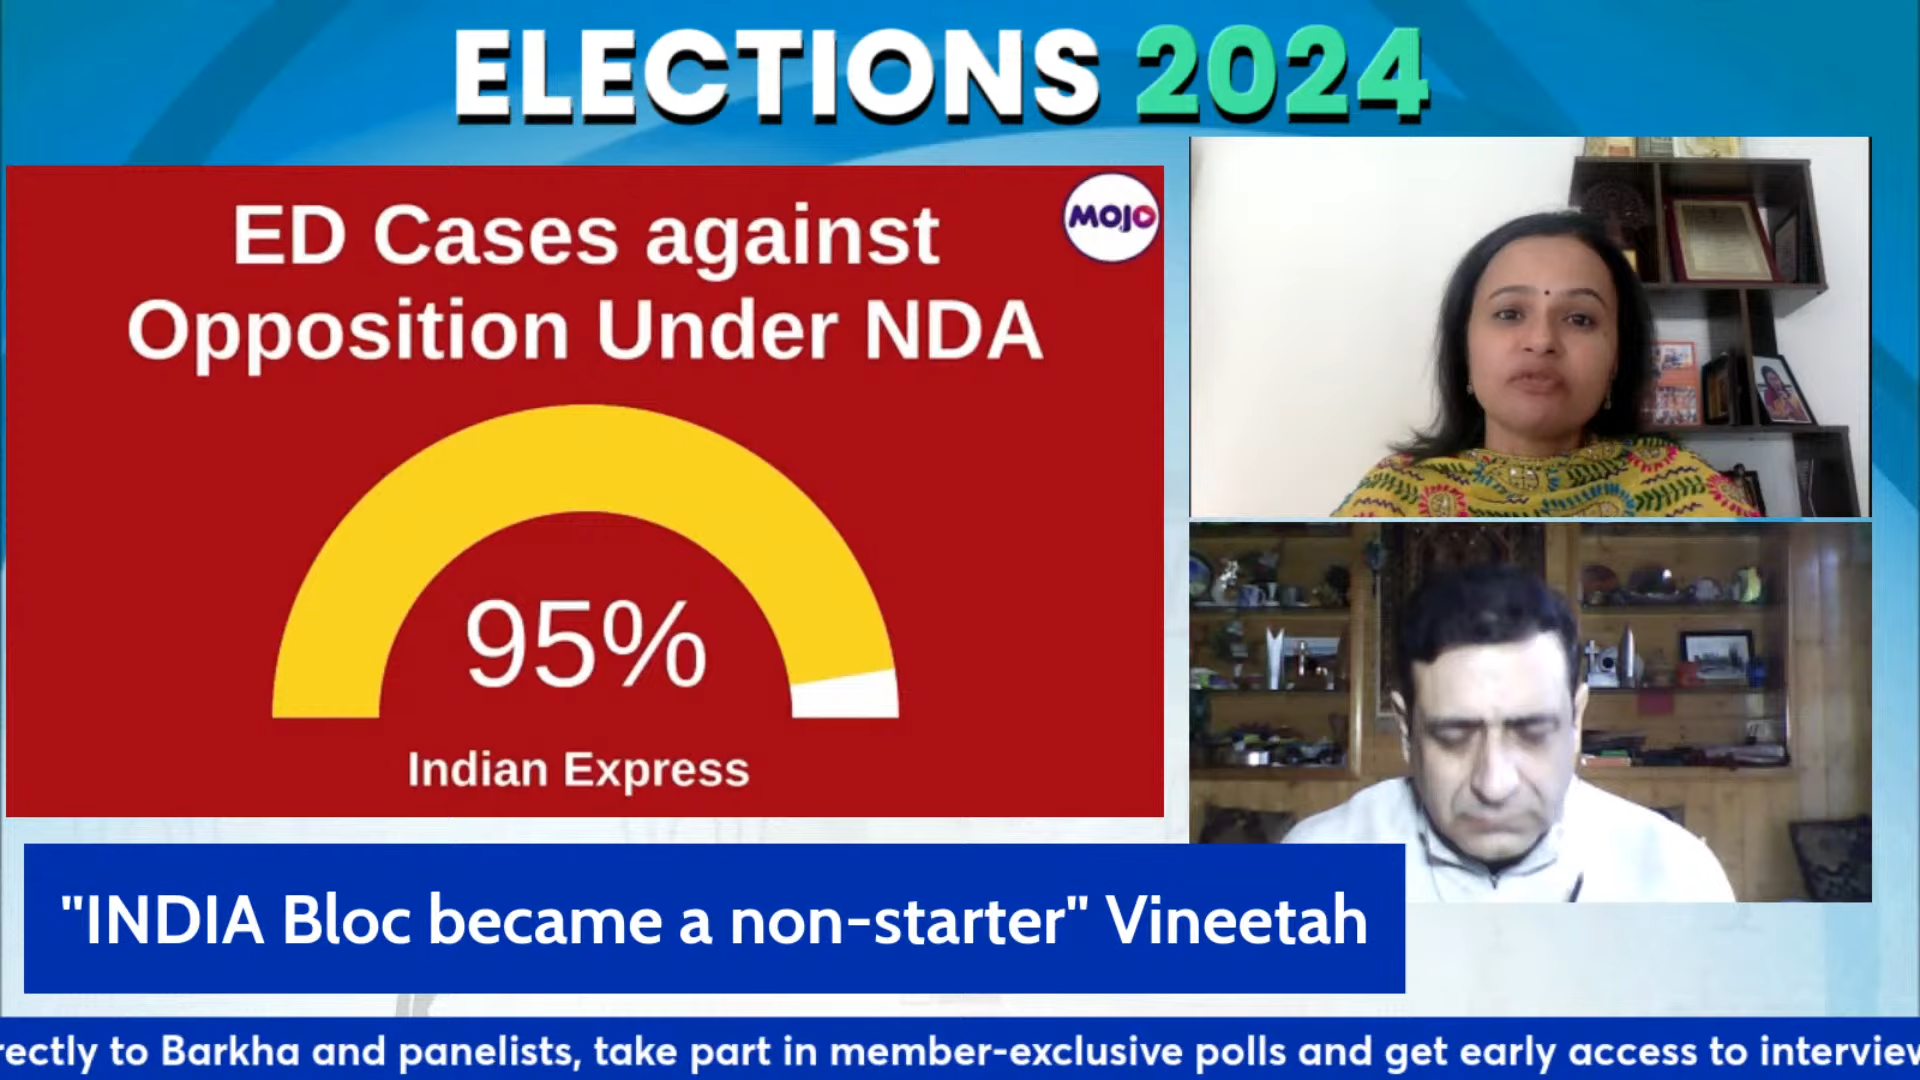 ELECTIONS 2024
ED Cases against
Opposition Under NDA
MOJO
95%
Indian Express
"INDIA Bloc became a non-starter" Vineetah
rectly to Barkha and panelists, take part in member-exclusive polls and get early access to interview